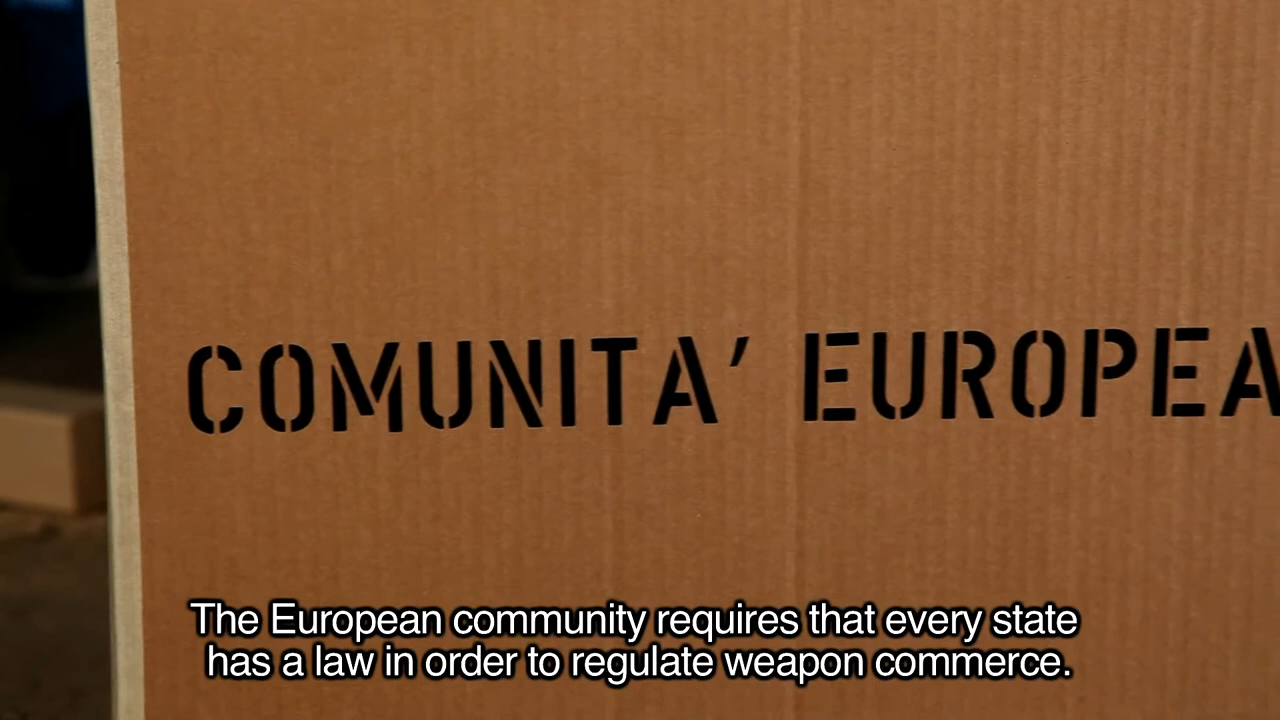 COMUNITA' EUROPEA
The European community requires that every state
has a law in order to regulate weapon commerce.